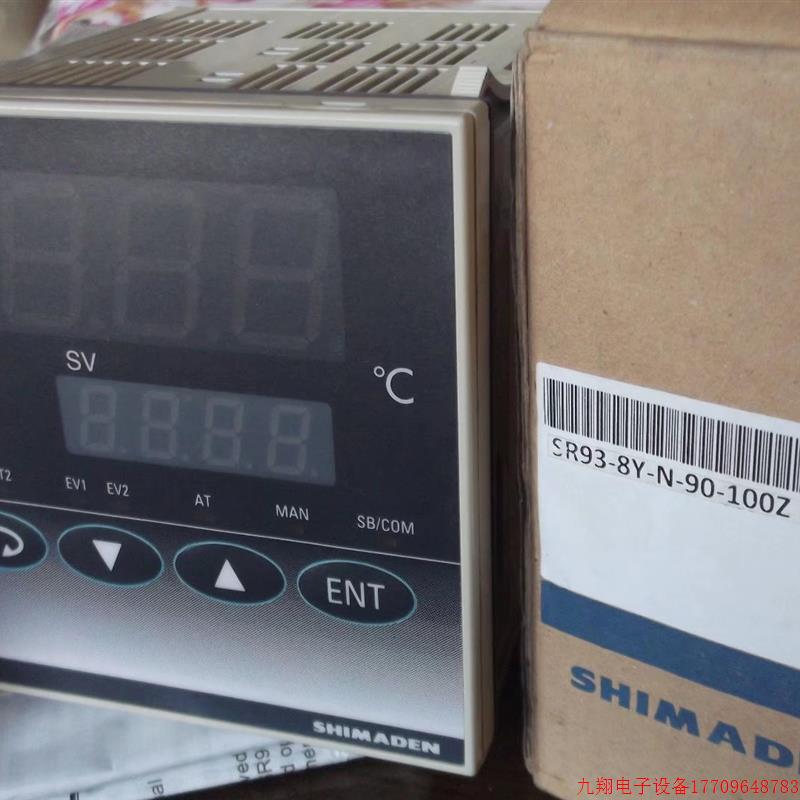 SV
°C
EV1 EV2 AT MAN SB/COM
ENT
SHIMADEN
SR93-8Y-N-90-100Z
SHIMAD
九翔电子设备17709648783